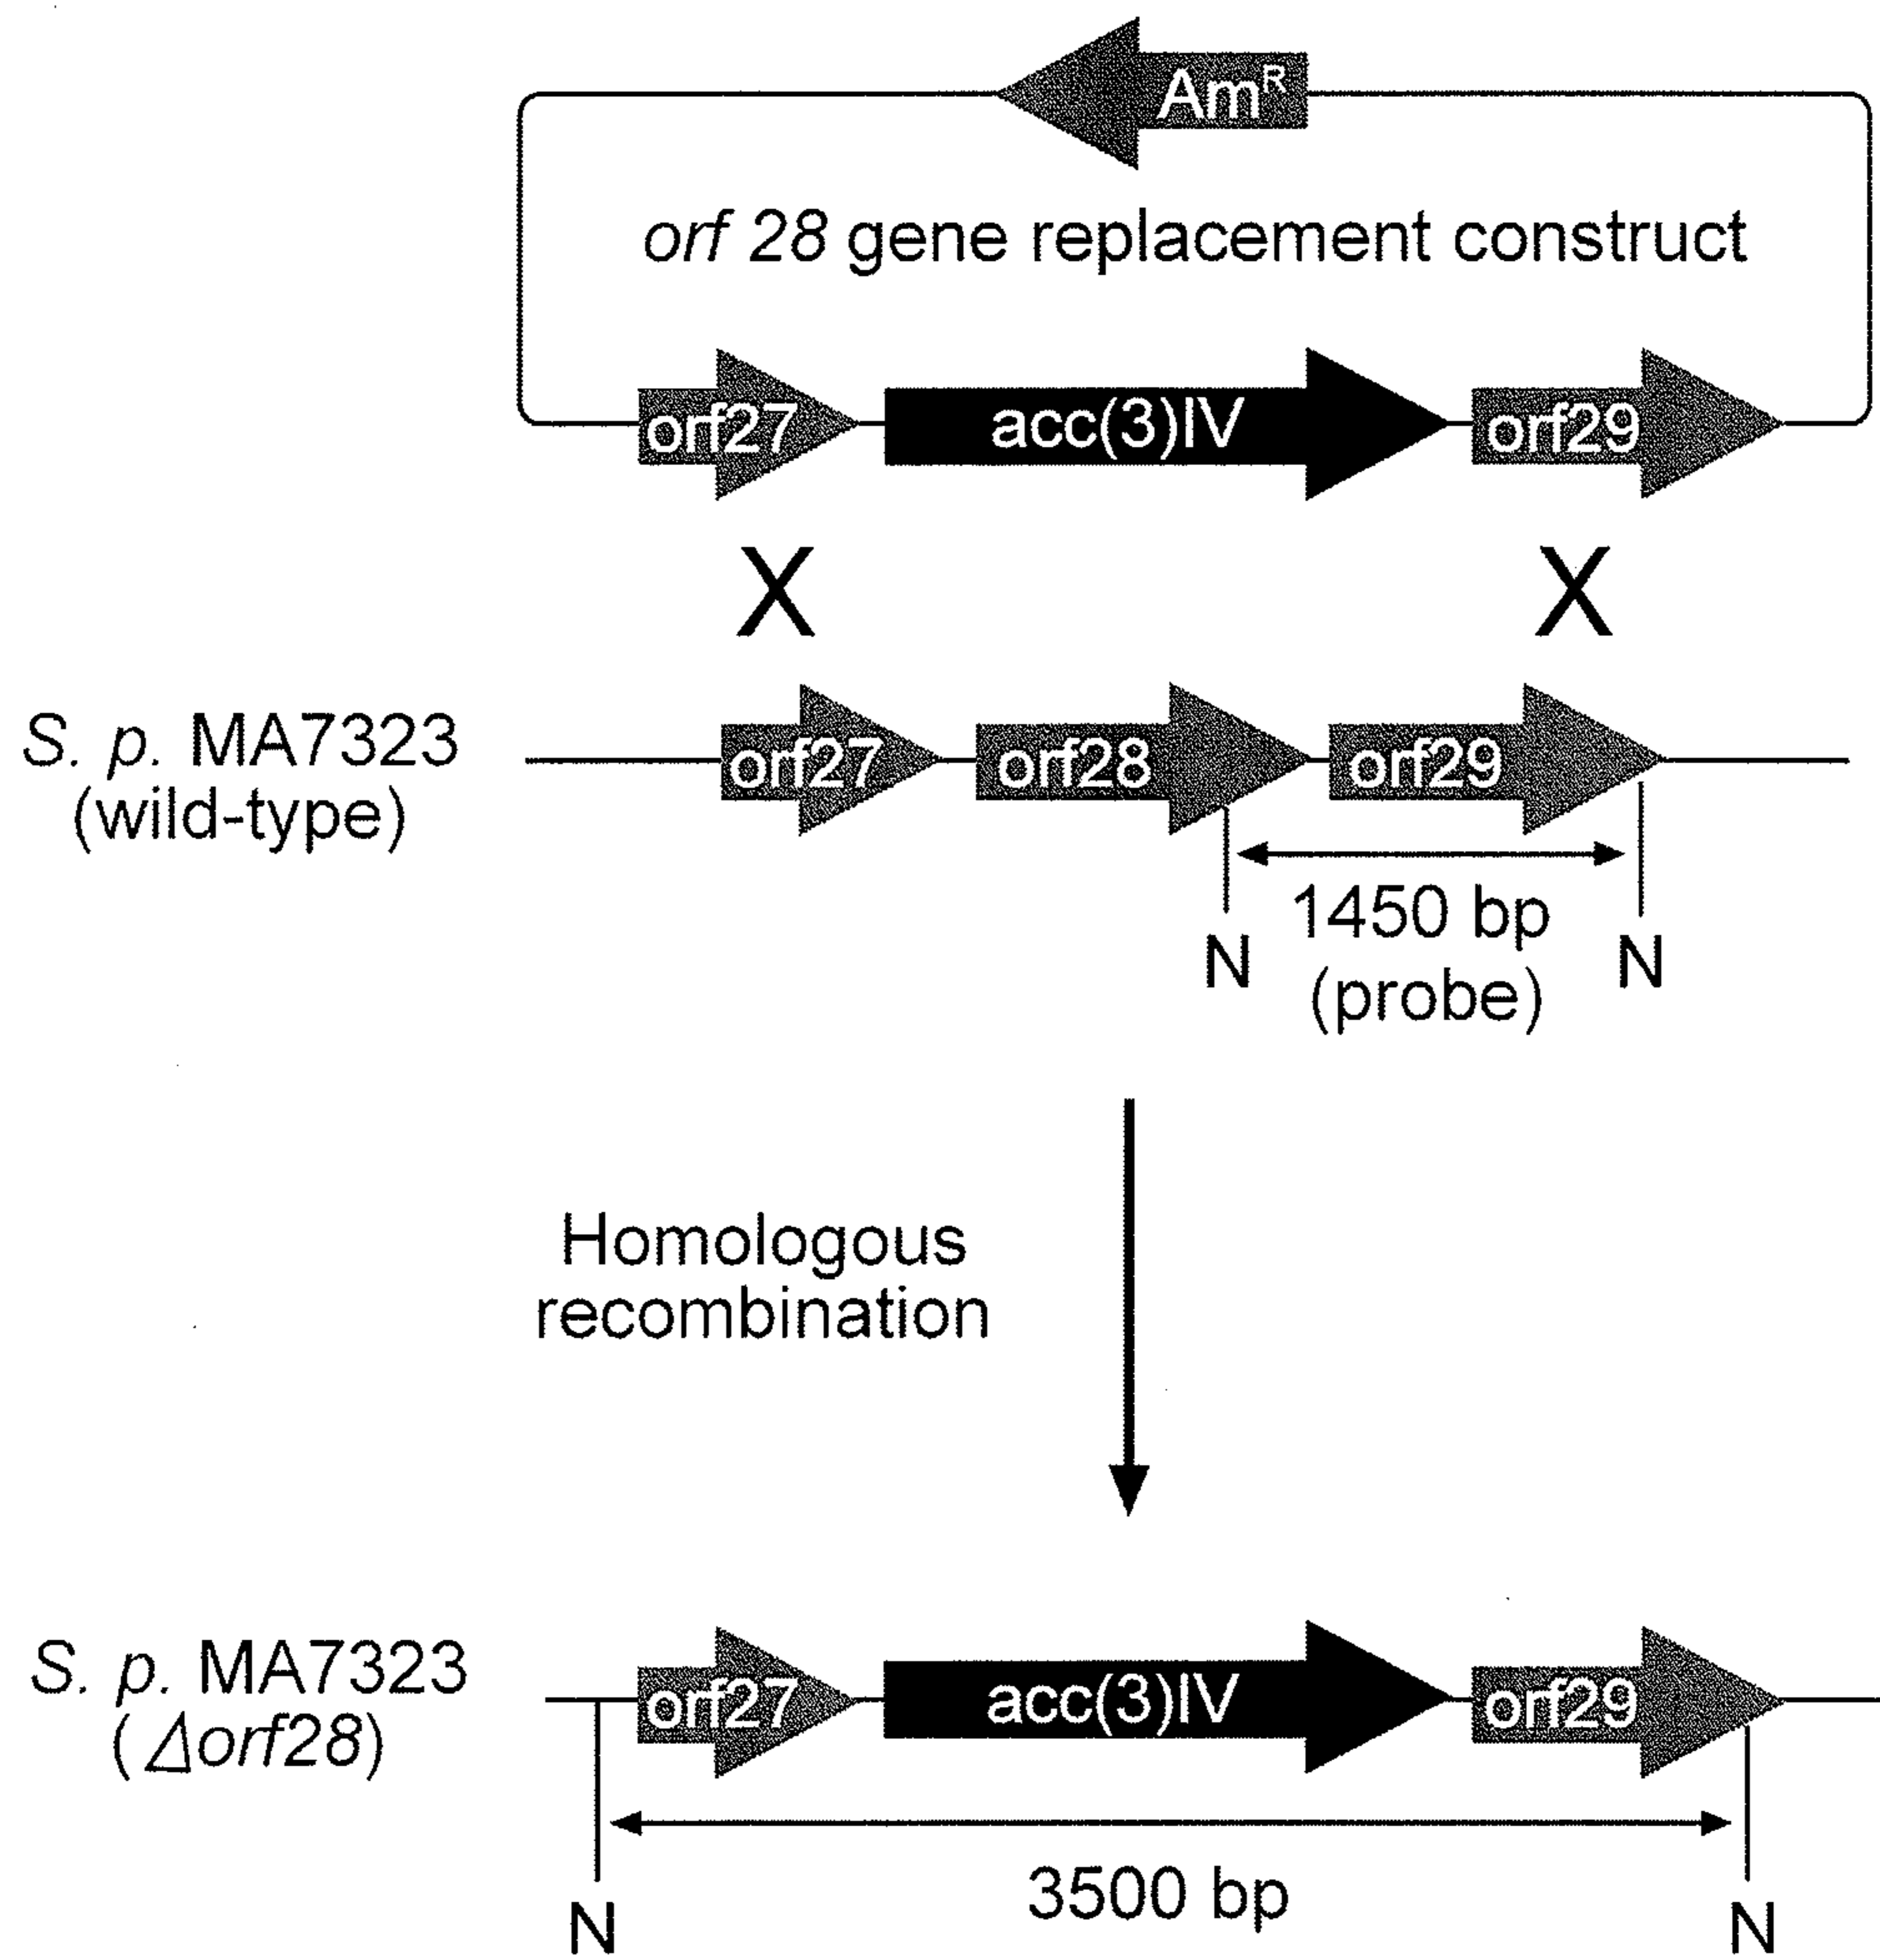 Am^R
orf 28 gene replacement construct
orf27 acc(3)IV orf29
X X
S. p. MA7323
(wild-type)
orf27 orf28 orf29
N 1450 bp N
(probe)
Homologous
recombination
S. p. MA7323
(Δorf28)
orf27 acc(3)IV orf29
N 3500 bp N